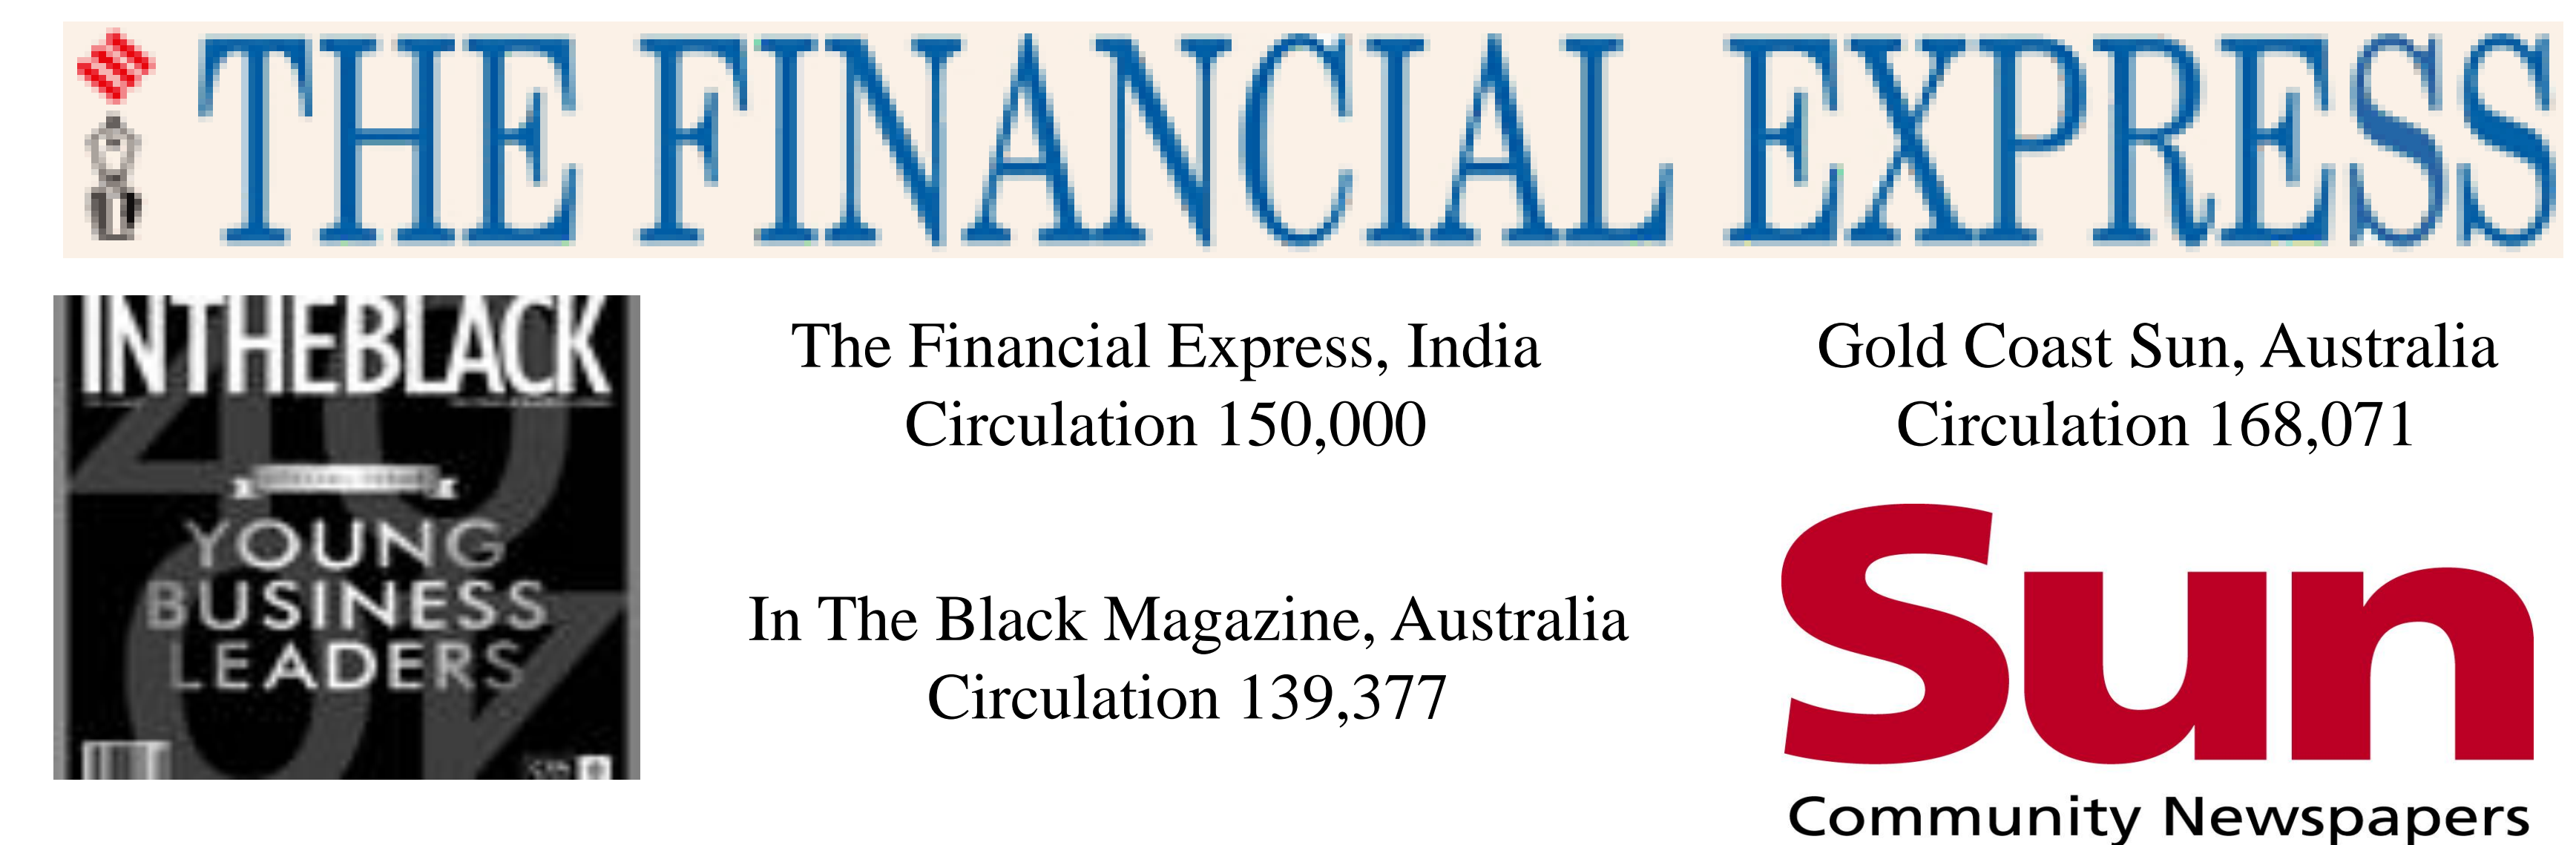 THE FINANCIAL EXPRESS
INTHEBLACK
YOUNG
BUSINESS
LEADERS
The Financial Express, India
Circulation 150,000
In The Black Magazine, Australia
Circulation 139,377
Gold Coast Sun, Australia
Circulation 168,071
Sun
Community Newspapers